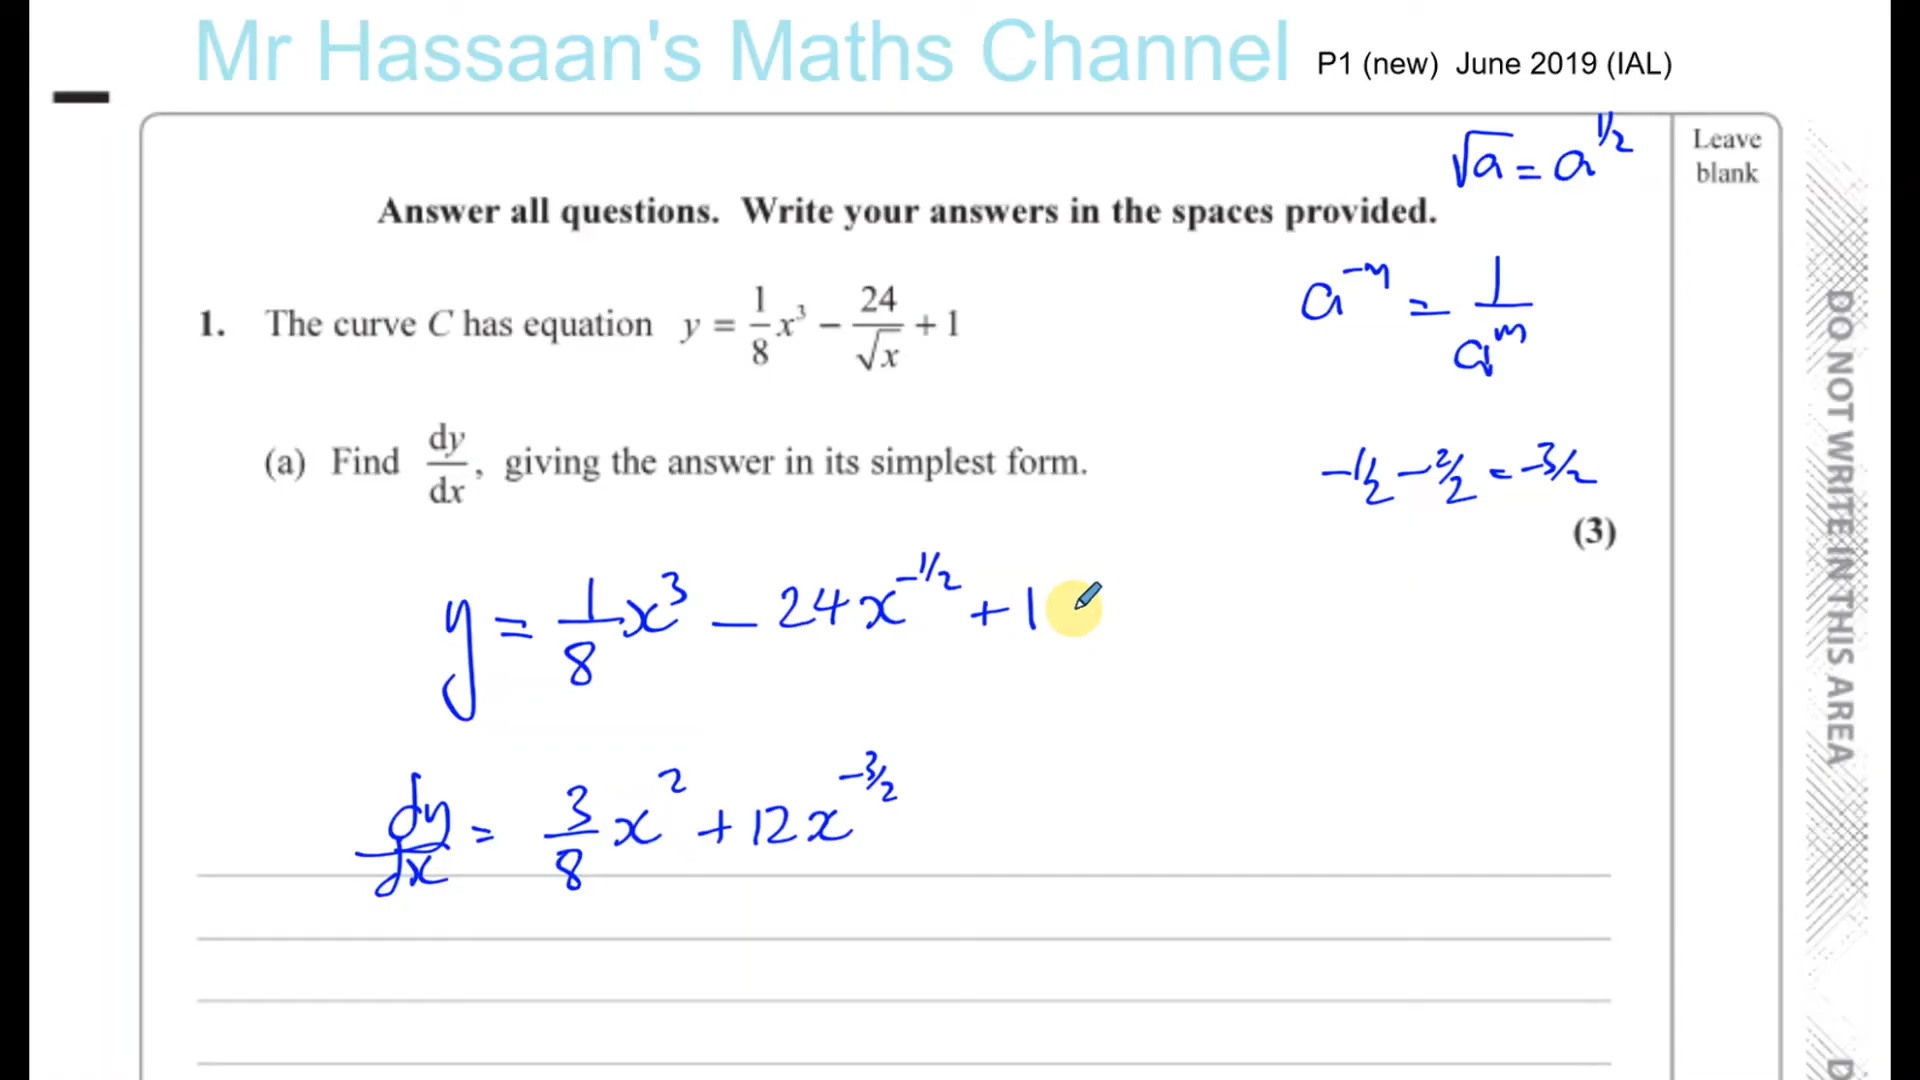 Mr Hassaan's Maths Channel P1 (new) June 2019 (IAL)
Leave
blank
√a = a^1/2
Answer all questions. Write your answers in the spaces provided.
a^-m = 1/a^m
1. The curve C has equation y = 1/8 x³ − 24/√x + 1
(a) Find dy/dx, giving the answer in its simplest form.
-1/2 - 2/2 = -3/2
(3)
y = 1/8 x³ - 24x^-1/2 + 1
dy/dx = 3/8 x² + 12x^-3/2
DO NOT WRITE IN THIS AREA
D